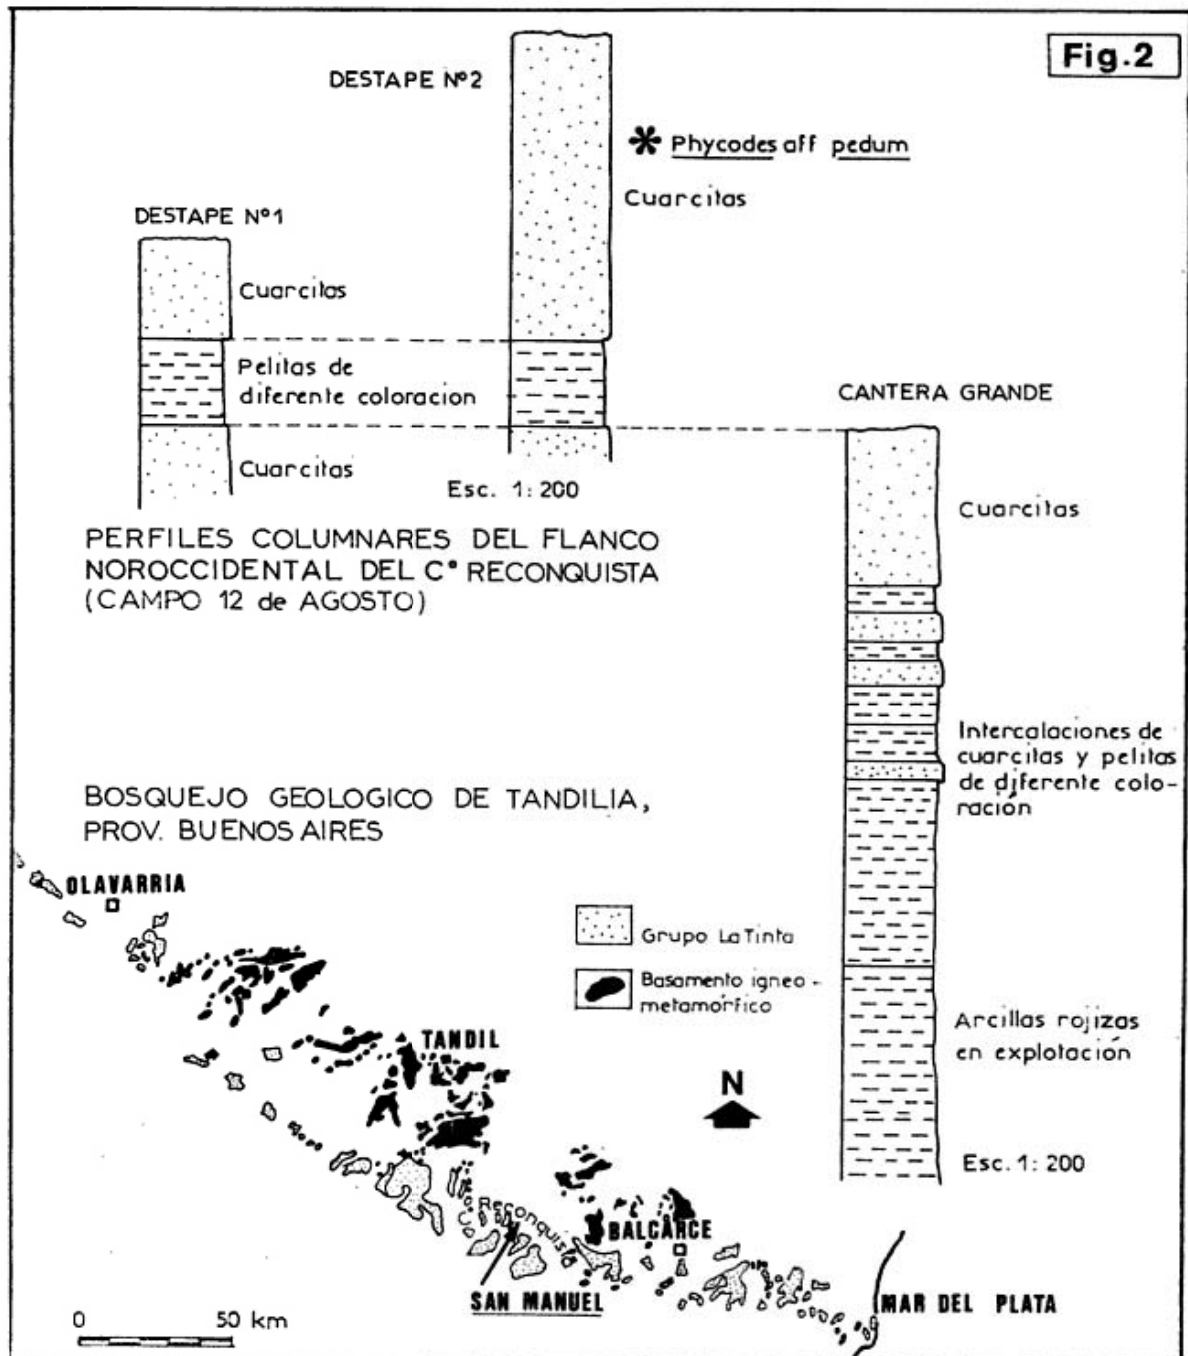 Fig.2
DESTAPE Nº2
* Phycodes aff pedum
Cuarcitas
DESTAPE Nº1
Cuarcitas
Pelitas de
diferente coloracion
Cuarcitas
Esc. 1:200
CANTERA GRANDE
Cuarcitas
Intercalaciones de
cuarcitas y pelitas
de diferente colo-
ración
Arcillas rojizas
en explotación
Esc. 1:200
PERFILES COLUMNARES DEL FLANCO
NOROCCIDENTAL DEL Cº RECONQUISTA
(CAMPO 12 de AGOSTO)
BOSQUEJO GEOLOGICO DE TANDILIA,
PROV. BUENOS AIRES
OLAVARRIA
Grupo La Tinta
Basamento igneo-
metamórfico
TANDIL
N
C. Reconquista
BALCARCE
SAN MANUEL
MAR DEL PLATA
0 50 km